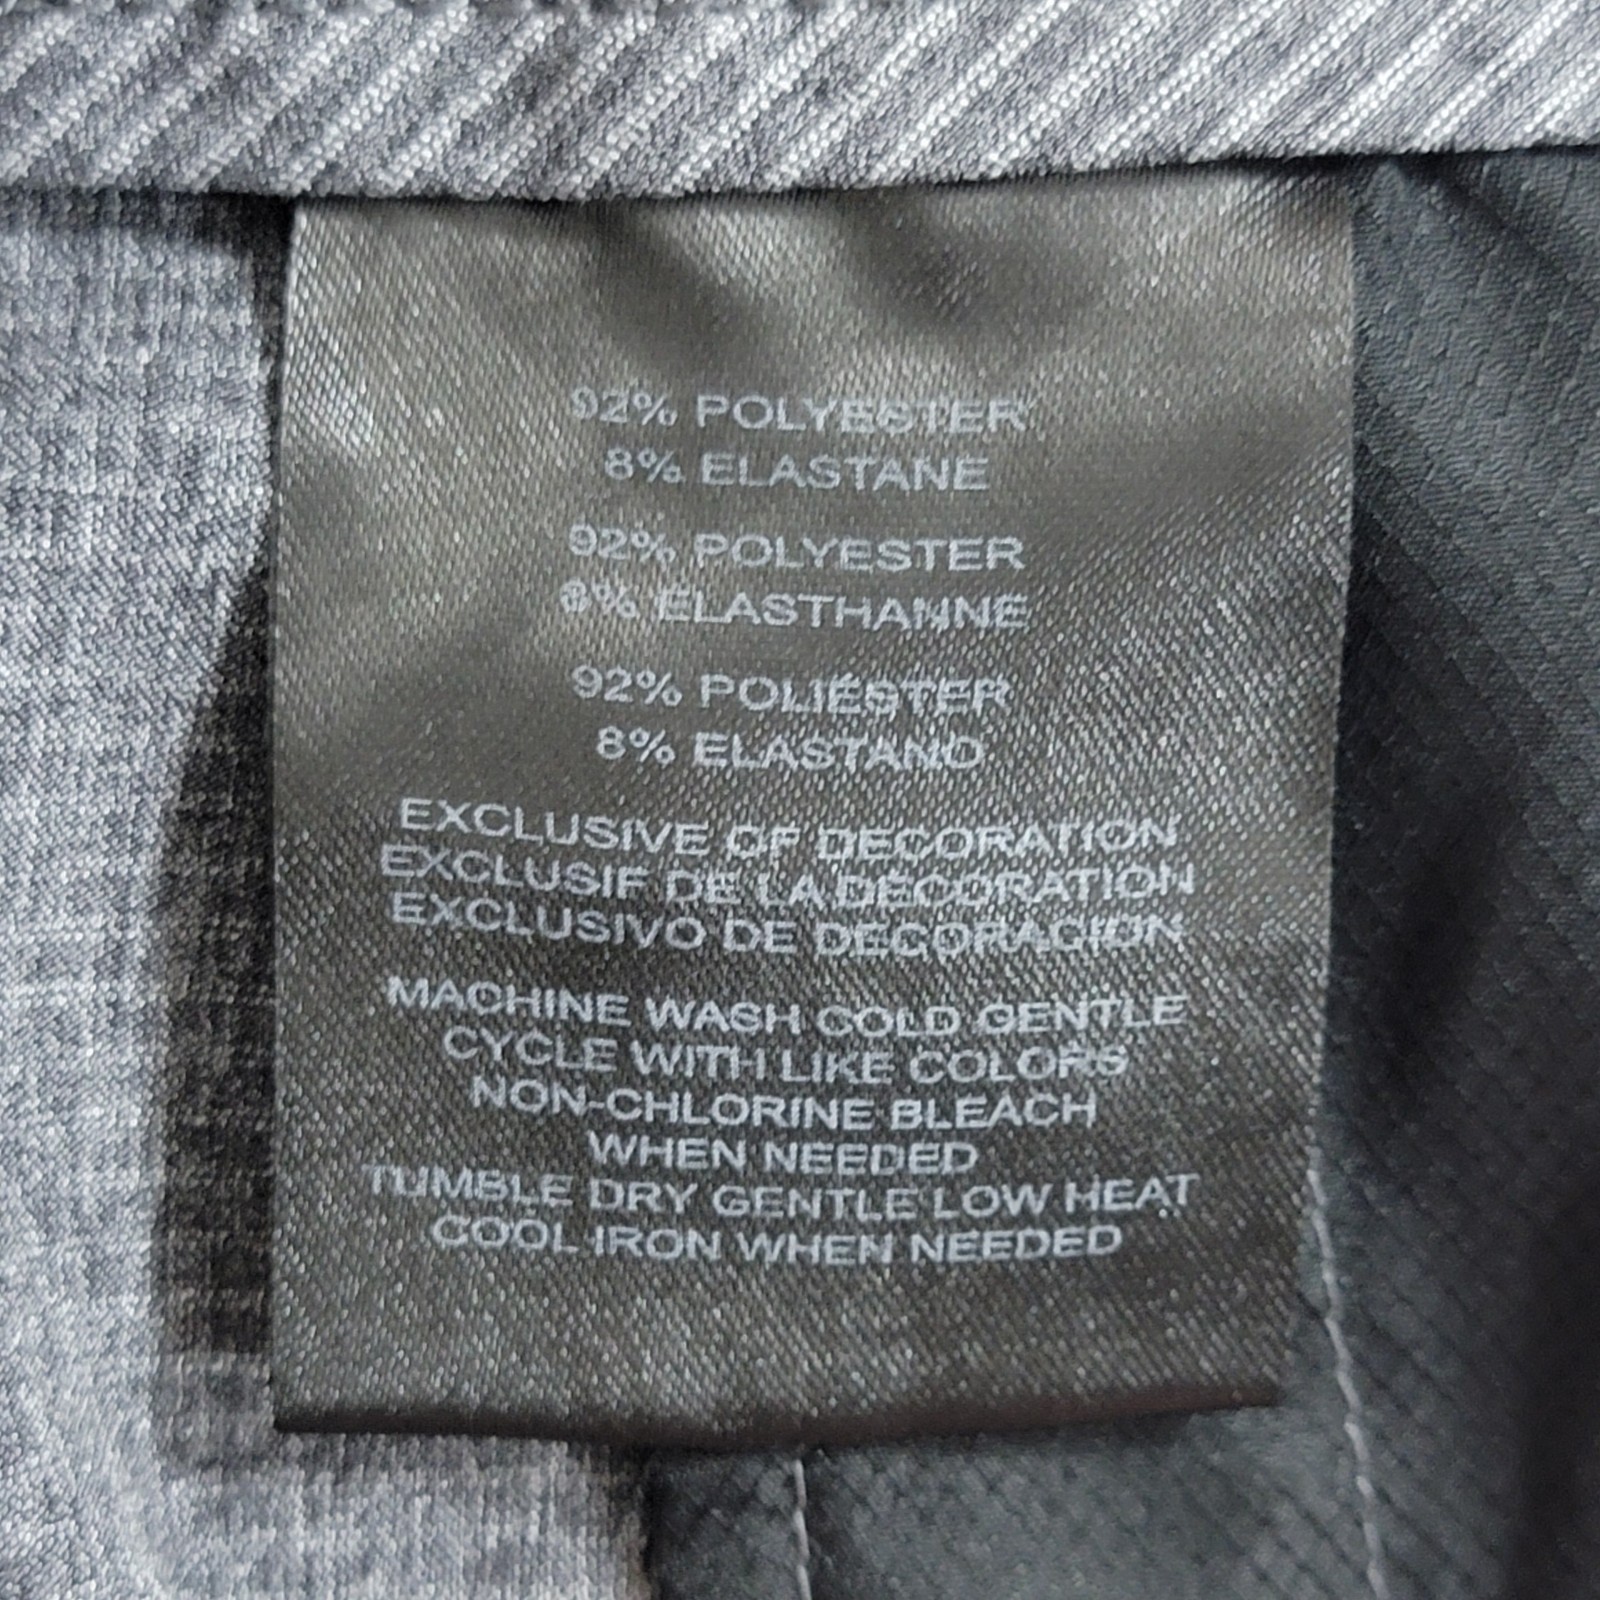 92% POLYESTER
8% ELASTANE
92% POLYESTER
8% ELASTHANNE
92% POLIÉSTER
8% ELASTANO
EXCLUSIVE OF DECORATION
EXCLUSIF DE LA DECORATION
EXCLUSIVO DE DECORACION
MACHINE WASH COLD GENTLE
CYCLE WITH LIKE COLORS
NON-CHLORINE BLEACH
WHEN NEEDED
TUMBLE DRY GENTLE LOW HEAT
COOL IRON WHEN NEEDED